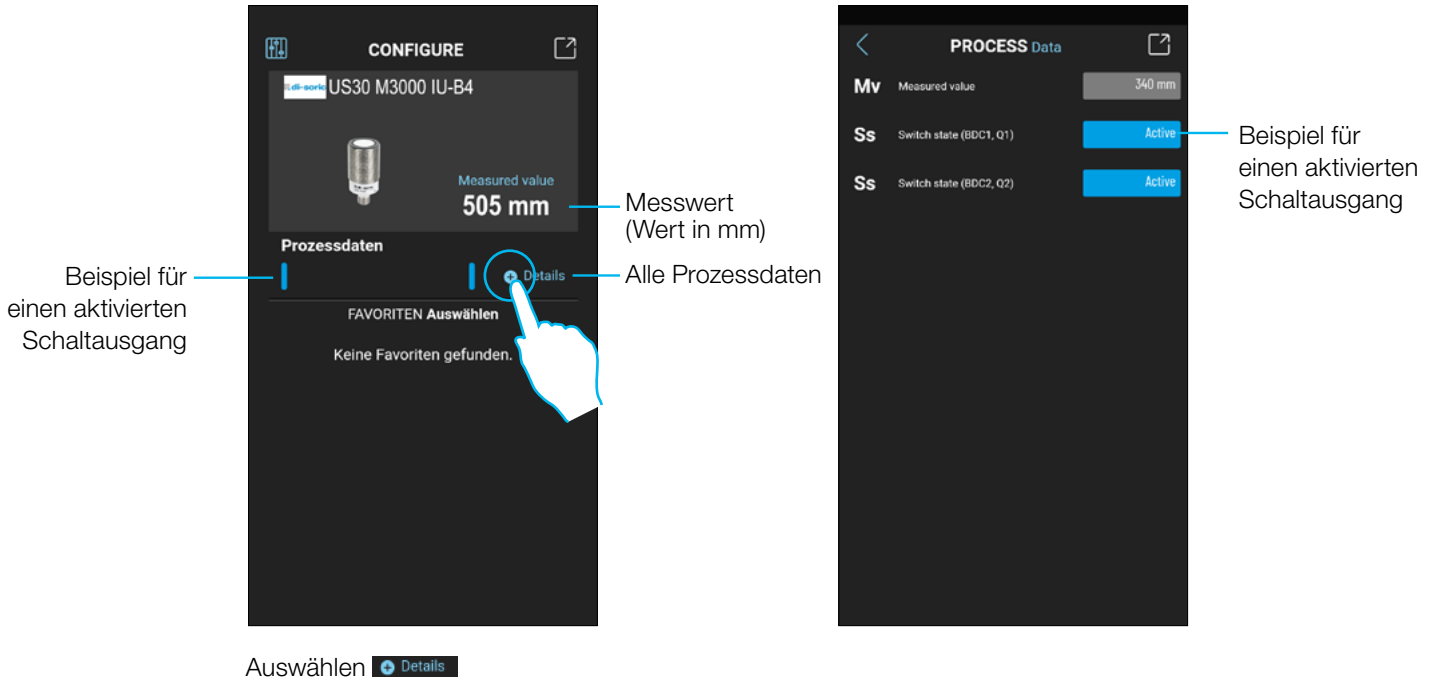 CONFIGURE
di-soric US30 M3000 IU-B4
Measured value
505 mm
Prozessdaten
Details
FAVORITEN Auswählen
Keine Favoriten gefunden.
Beispiel für
einen aktivierten
Schaltausgang
Messwert
(Wert in mm)
Alle Prozessdaten
Auswählen Details
PROCESS Data
Mv Measured value 340 mm
Ss Switch state (BDC1, Q1) Active
Ss Switch state (BDC2, Q2) Active
Beispiel für
einen aktivierten
Schaltausgang